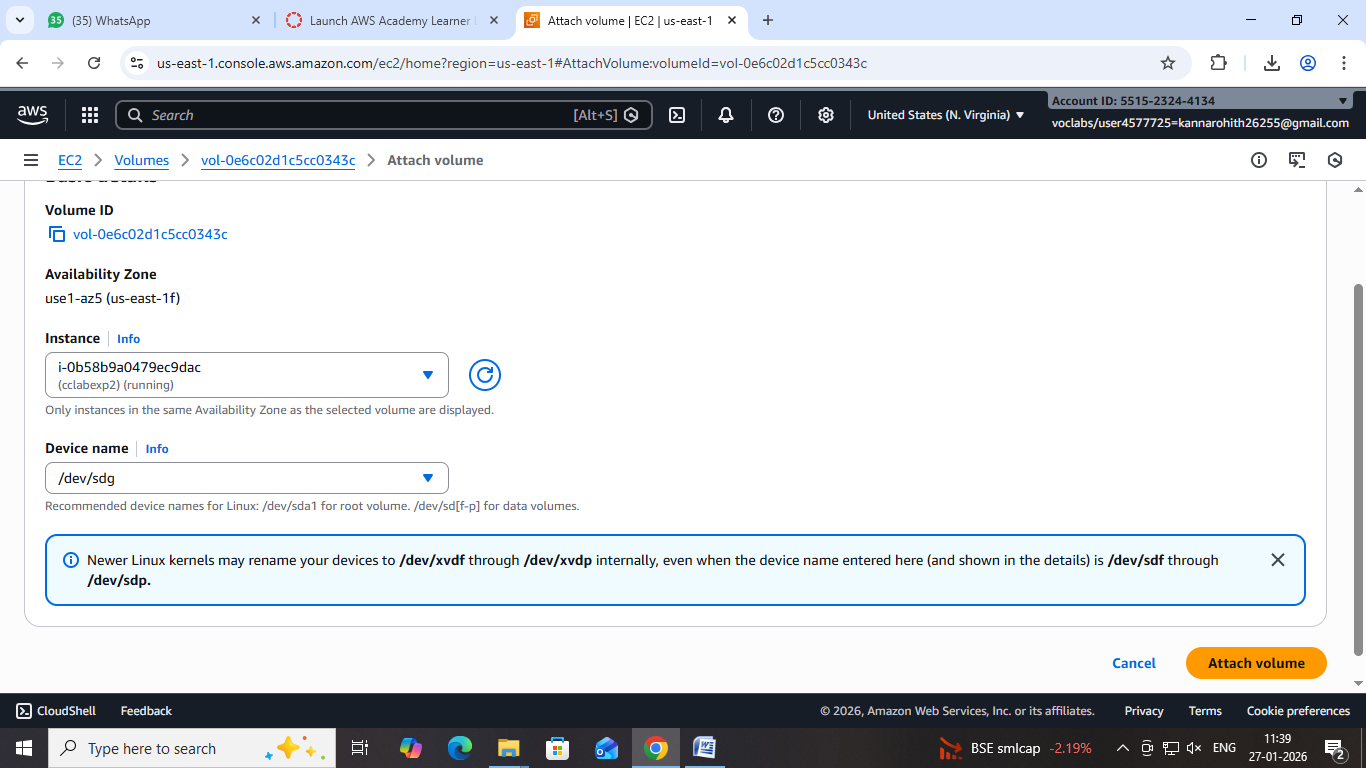 (35) WhatsApp
Launch AWS Academy Learner
Attach volume | EC2 | us-east-1
us-east-1.console.aws.amazon.com/ec2/home?region=us-east-1#AttachVolume:volumeId=vol-0e6c02d1c5cc0343c
aws
Search
[Alt+S]
United States (N. Virginia)
Account ID: 5515-2324-4134
voclabs/user4577725=kannarohith26255@gmail.com
EC2
Volumes
vol-0e6c02d1c5cc0343c
Attach volume
Basic details
Volume ID
vol-0e6c02d1c5cc0343c
Availability Zone
use1-az5 (us-east-1f)
Instance
Info
i-0b58b9a0479ec9dac
(cclabexp2) (running)
Only instances in the same Availability Zone as the selected volume are displayed.
Device name
Info
/dev/sdg
Recommended device names for Linux: /dev/sda1 for root volume. /dev/sd[f-p] for data volumes.
Newer Linux kernels may rename your devices to /dev/xvdf through /dev/xvdp internally, even when the device name entered here (and shown in the details) is /dev/sdf through
/dev/sdp.
Cancel
Attach volume
CloudShell
Feedback
© 2026, Amazon Web Services, Inc. or its affiliates.
Privacy
Terms
Cookie preferences
Type here to search
BSE smlcap -2.19%
ENG
11:39
27-01-2026
2